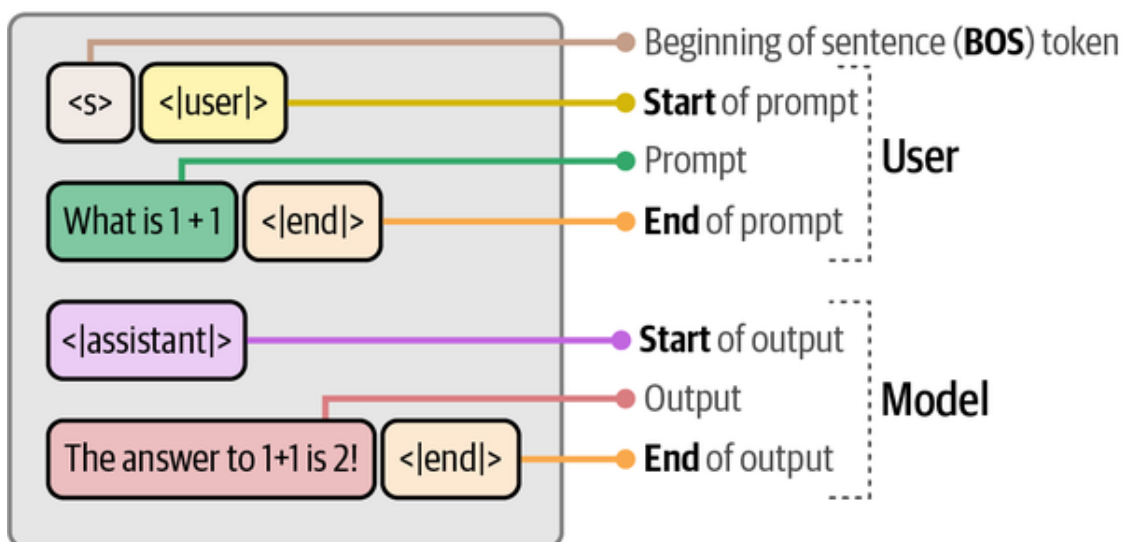 Beginning of sentence (BOS) token
<s> <|user|>
Start of prompt
Prompt
User
What is 1 + 1 <|end|>
End of prompt
<|assistant|>
Start of output
Output
Model
The answer to 1+1 is 2! <|end|>
End of output